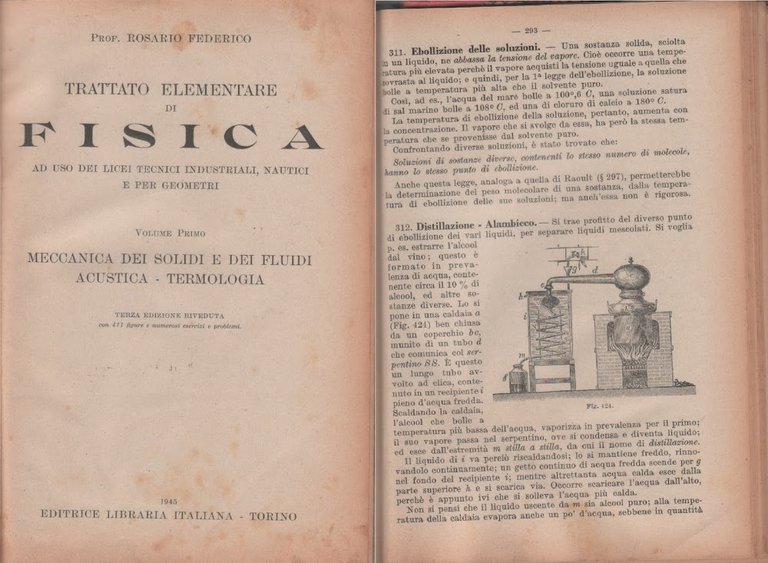 Prof. ROSARIO FEDERICO
TRATTATO ELEMENTARE
DI
FISICA
AD USO DEI LICEI TECNICI INDUSTRIALI, NAUTICI
E PER GEOMETRI
Volume Primo
MECCANICA DEI SOLIDI E DEI FLUIDI
ACUSTICA - TERMOLOGIA
TERZA EDIZIONE RIVEDUTA
con 471 figure e numerosi esercizi e problemi.
1945
EDITRICE LIBRARIA ITALIANA - TORINO
— 293 —
311. Ebollizione delle soluzioni. — Una sostanza solida, sciolta
in un liquido, ne abbassa la tensione del vapore. Cioè occorre una tempe-
ratura più elevata perchè il vapore acquisti la tensione uguale a quella che
sovrasta al liquido; e quindi, per la 1ª legge dell'ebollizione, la soluzione
bolle a temperatura più alta che il solvente puro.
Così, ad es., l'acqua del mare bolle a 100°,6 C, una soluzione satura
di sal marino bolle a 108° C, ed una di cloruro di calcio a 180° C.
La temperatura di ebollizione della soluzione, pertanto, aumenta con
la concentrazione. Il vapore che si svolge da essa, ha però la stessa tem-
peratura che se provenisse dal solvente puro.
Confrontando diverse soluzioni, è stato trovato che:
Soluzioni di sostanze diverse, contenenti lo stesso numero di molecole,
hanno lo stesso punto di ebollizione.
Anche questa legge, analoga a quella di Raoult (§ 297), permetterebbe
la determinazione del peso molecolare di una sostanza, dalla tempera-
tura di ebollizione delle sue soluzioni; ma anch'essa non è rigorosa.
312. Distillazione - Alambicco. — Si trae profitto del diverso punto
di ebollizione dei vari liquidi, per separare liquidi mescolati. Si voglia
p. es. estrarre l'alcool
dal vino; questo è
formato in preva-
lenza di acqua, conte-
nente circa il 10 % di
alcool, ed altre so-
stanze diverse. Lo si
pone in una caldaia a
(Fig. 424) ben chiusa
da un coperchio bc,
munito di un tubo d
che comunica col ser-
pentino SS. È questo
un lungo tubo av-
volto ad elica, conte-
nuto in un recipiente i
pieno d'acqua fredda.
Scaldando la caldaia,
l'alcool che bolle a
temperatura più bassa dell'acqua, vaporizza in prevalenza per il primo;
il suo vapore passa nel serpentino, ove si condensa e diventa liquido;
ed esce dall'estremità m stilla a stilla, da cui il nome di distillazione.
Il liquido di i va perciò riscaldandosi; lo si mantiene freddo, rinno-
vandolo continuamente; un getto continuo di acqua fredda scende per g
nel fondo del recipiente i; mentre altrettanta acqua calda esce dalla
parte superiore h e si scarica via. Occorre scaricare l'acqua dall'alto,
perchè è appunto ivi che si solleva l'acqua più calda.
Non si pensi che il liquido uscente da m sia alcool puro; alla tempe-
ratura della caldaia evapora anche un po' d'acqua, sebbene in quantità
g
d
h
i
m
Fig. 424.